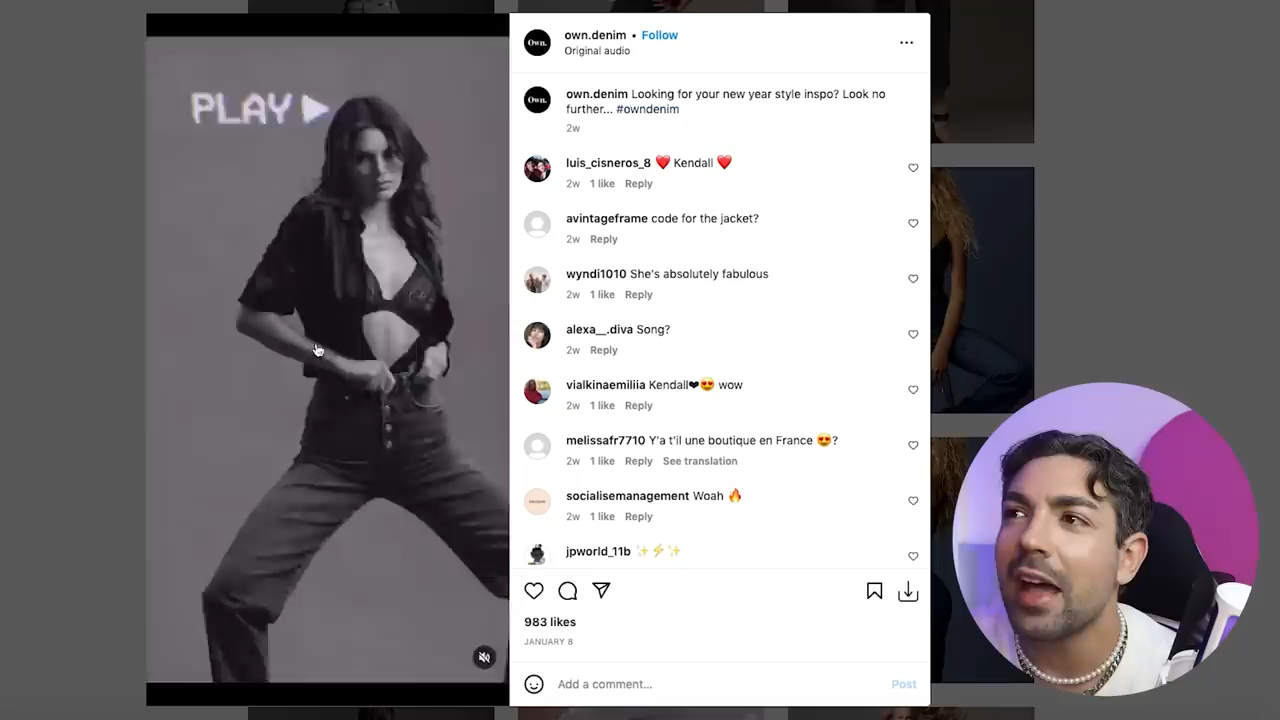 PLAY
Own.
own.denim • Follow
Original audio
Own.
own.denim Looking for your new year style inspo? Look no
further... #owndenim
2w
luis_cisneros_8 ❤️ Kendall ❤️
2w 1 like Reply
avintageframe code for the jacket?
2w Reply
wyndi1010 She's absolutely fabulous
2w 1 like Reply
alexa__.diva Song?
2w Reply
vialkinaemiliia Kendall❤😍 wow
2w 1 like Reply
melissafr7710 Y'a t'il une boutique en France 😍?
2w 1 like Reply See translation
socialisemanagement Woah 🔥
2w 1 like Reply
jpworld_11b ✨⚡✨
983 likes
JANUARY 8
Add a comment... Post